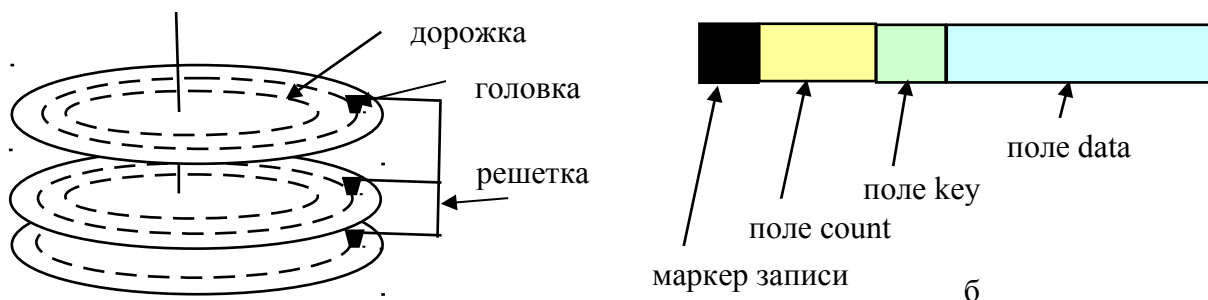 дорожка
головка
решетка
поле data
поле key
поле count
маркер записи
б